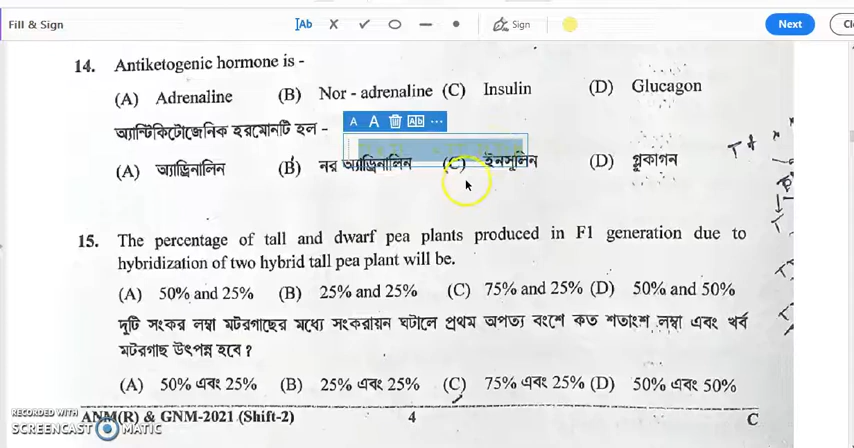 Fill & Sign IAb Sign Next
14. Antiketogenic hormone is -
(A) Adrenaline (B) Nor - adrenaline (C) Insulin (D) Glucagon
অ্যান্টিকিটোজেনিক হরমোনটি হল -
A A Ab ...
(A) অ্যাড্রিনালিন (B) নর অ্যাড্রিনালিন (C) ইনসুলিন (D) গ্লুকাগন
15. The percentage of tall and dwarf pea plants produced in F1 generation due to
hybridization of two hybrid tall pea plant will be.
(A) 50% and 25% (B) 25% and 25% (C) 75% and 25% (D) 50% and 50%
দুটি সংকর লম্বা মটরগাছের মধ্যে সংকরায়ন ঘটালে প্রথম অপত্য বংশে কত শতাংশ লম্বা এবং খর্ব
মটরগাছ উৎপন্ন হবে ?
(A) 50% এবং 25% (B) 25% এবং 25% (C) 75% এবং 25% (D) 50% এবং 50%
RECORDED WITH
SCREENCAST MATIC
ANM(R) & GNM-2021 (Shift-2) 4 C